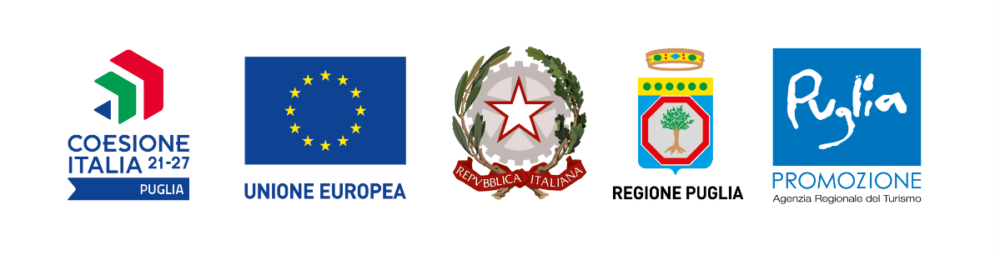 COESIONE
ITALIA 21-27
PUGLIA
UNIONE EUROPEA
REPVBBLICA ITALIANA
REGIONE PUGLIA
Puglia
PROMOZIONE
Agenzia Regionale del Turismo